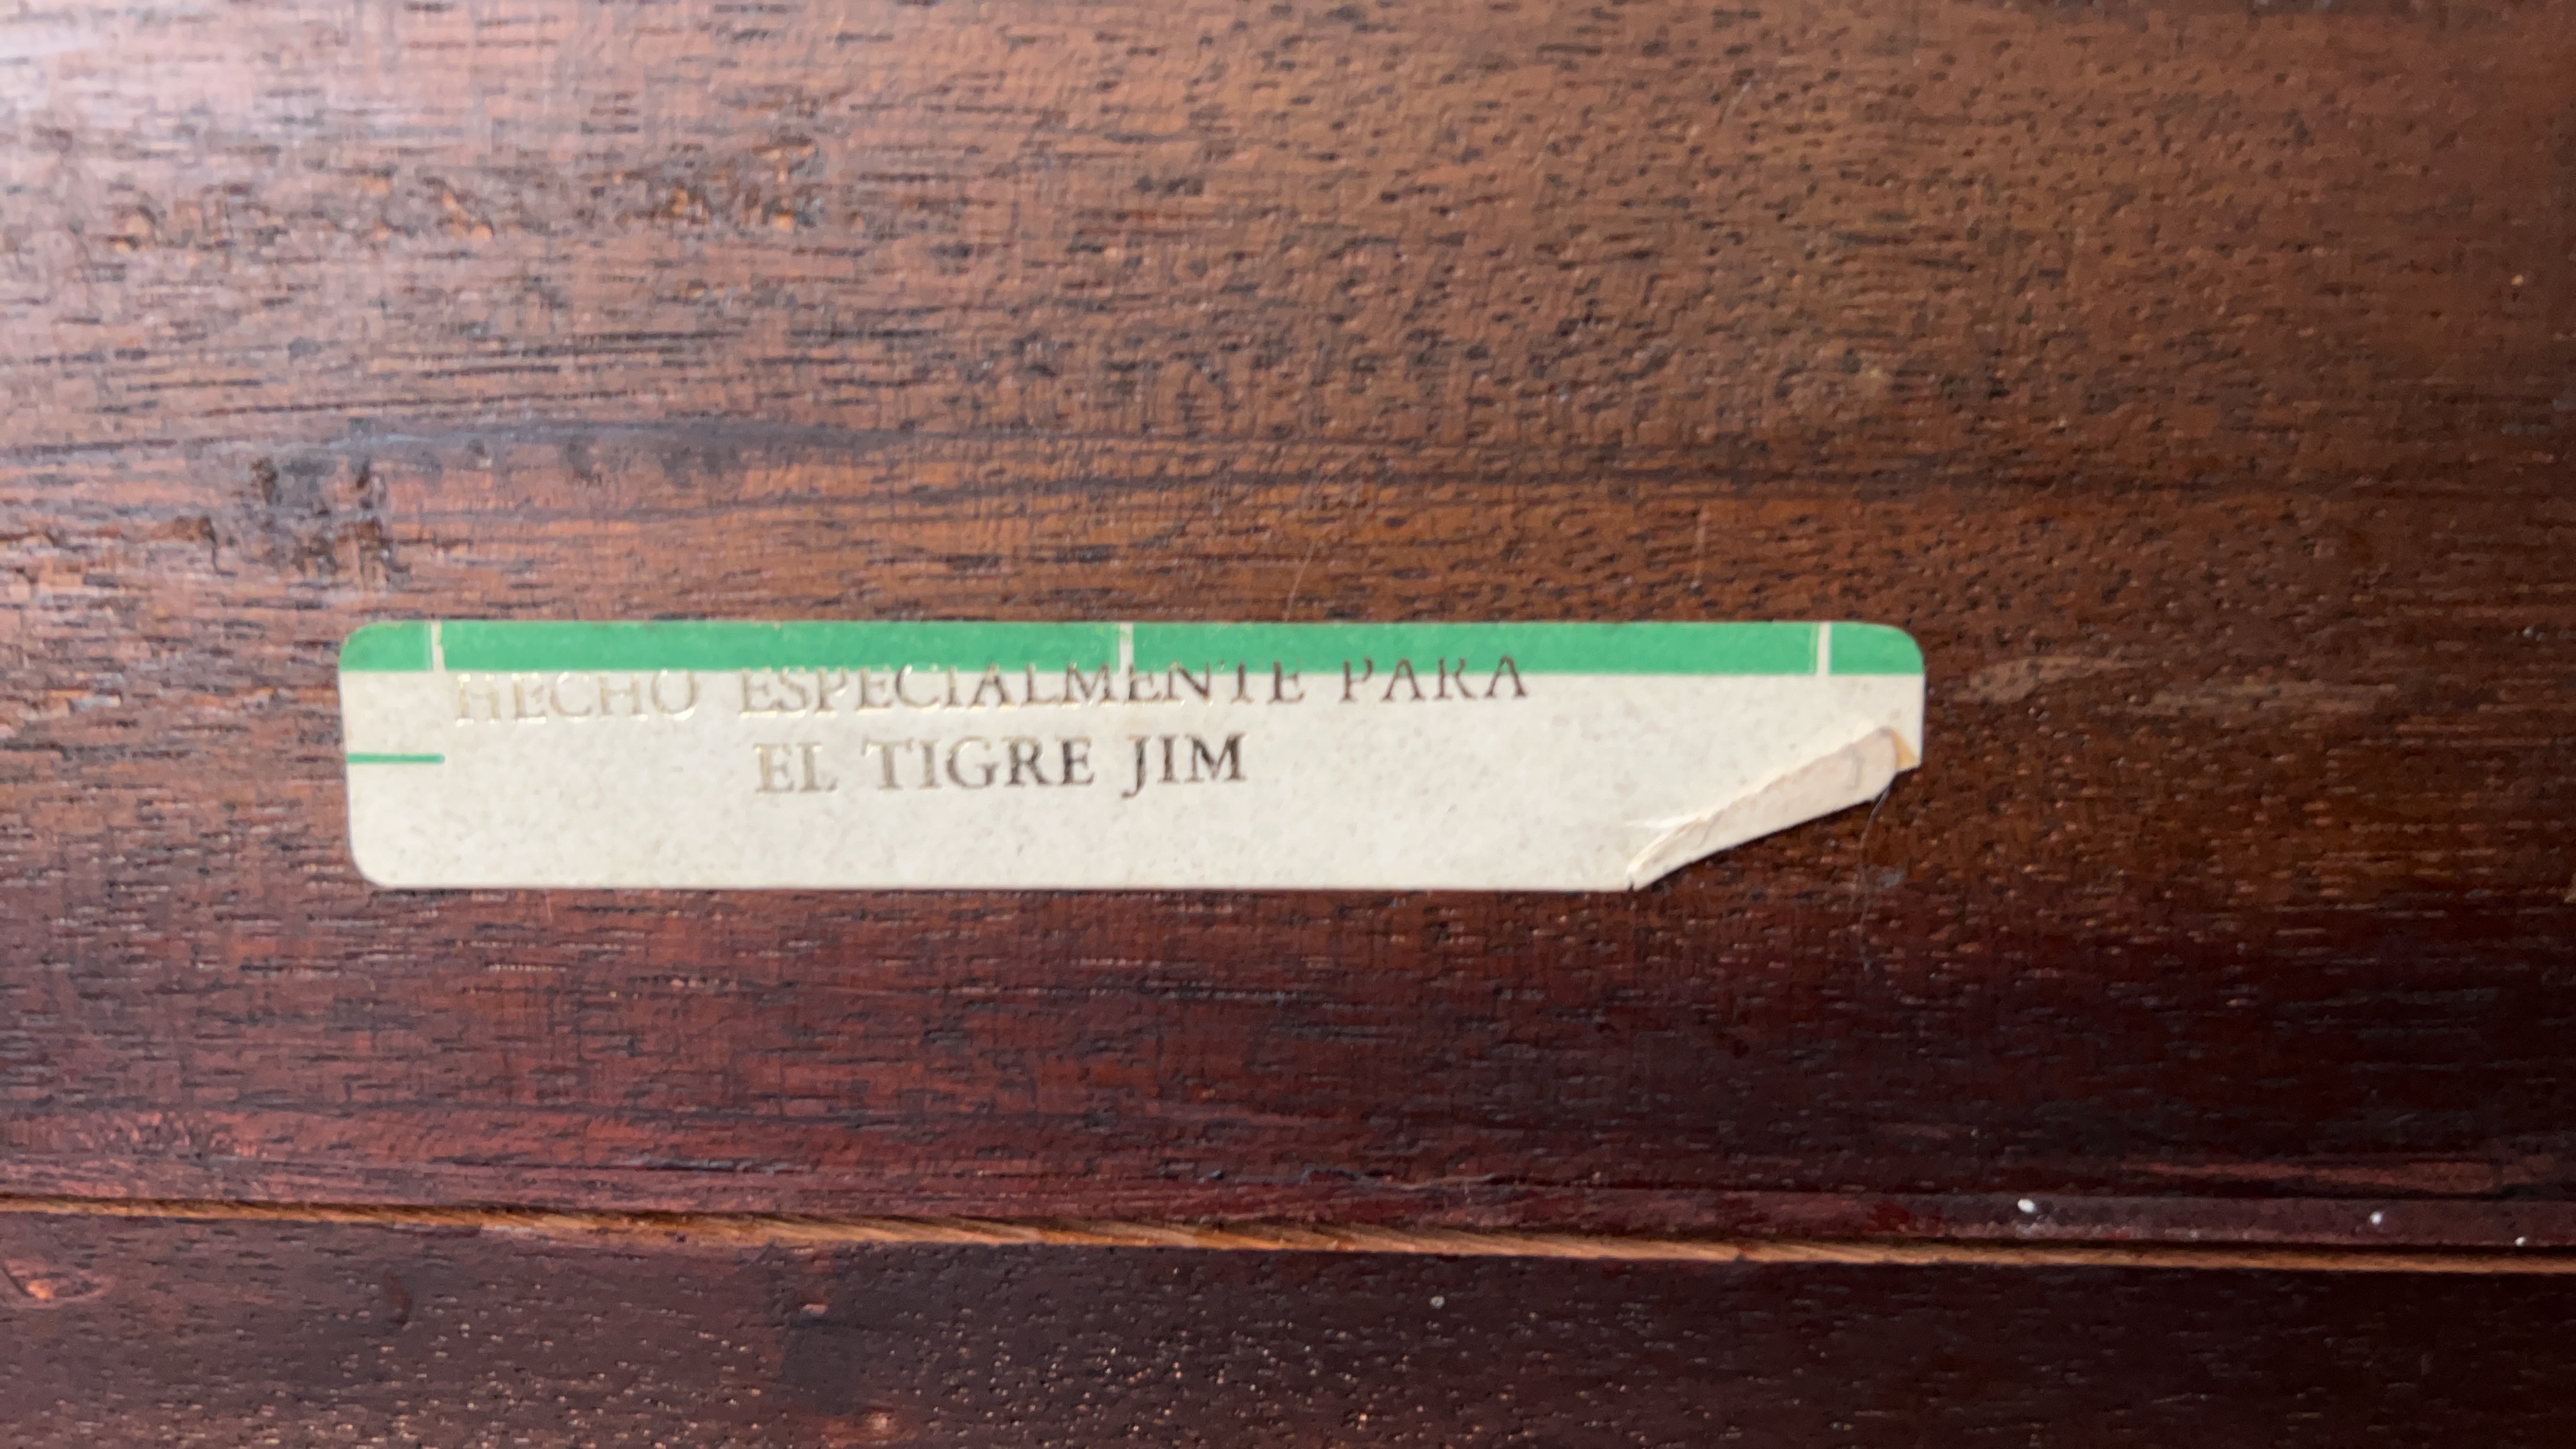 HECHO ESPECIALMENTE PARA
EL TIGRE JIM